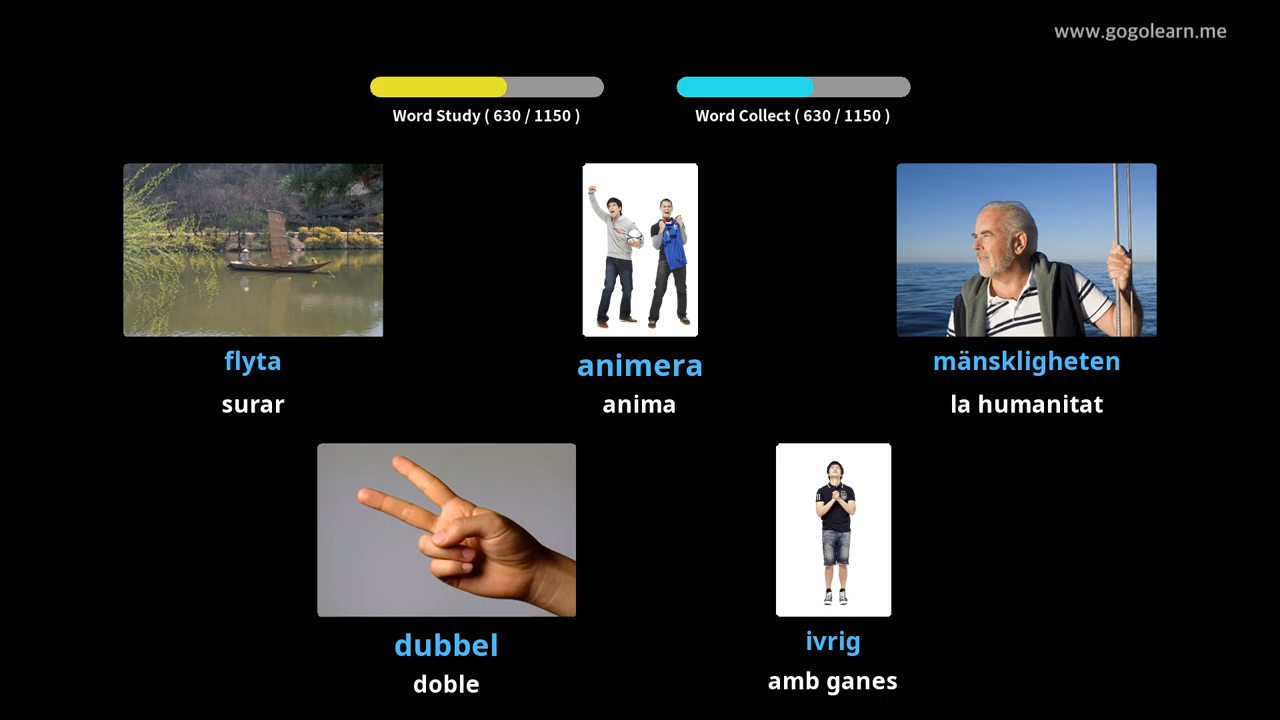 www.gogolearn.me
Word Study ( 630 / 1150 )
Word Collect ( 630 / 1150 )
flyta
surar
animera
anima
mänskligheten
la humanitat
dubbel
doble
ivrig
amb ganes